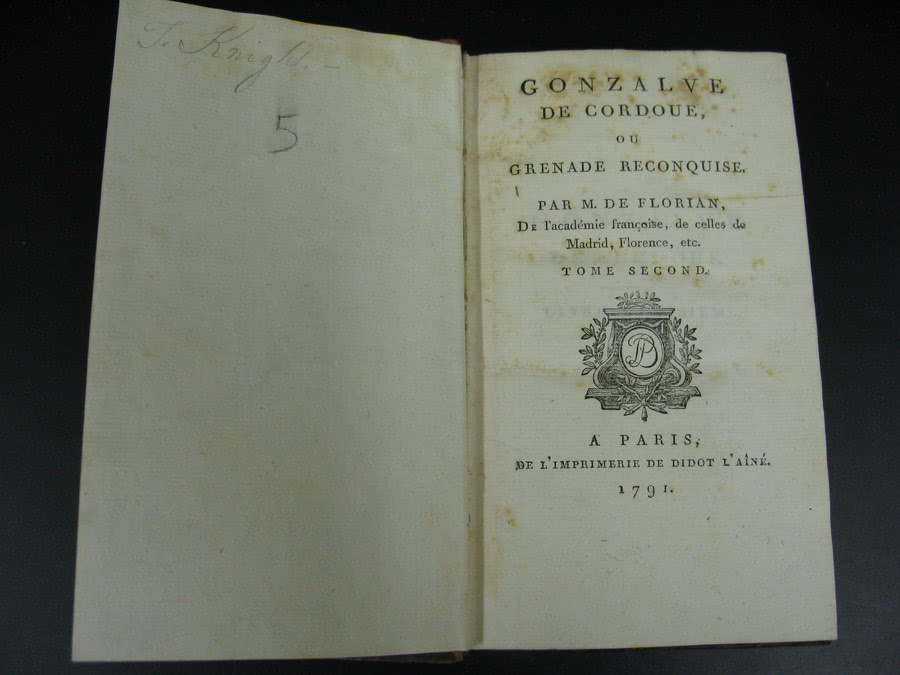 T. Knight. –
5
GONZALVE
DE CORDOUE,
OU
GRENADE RECONQUISE.
PAR M. DE FLORIAN,
De l'académie françoise, de celles de
Madrid, Florence, etc.
TOME SECOND.
A PARIS,
DE L'IMPRIMERIE DE DIDOT L'AÎNÉ.
1791.